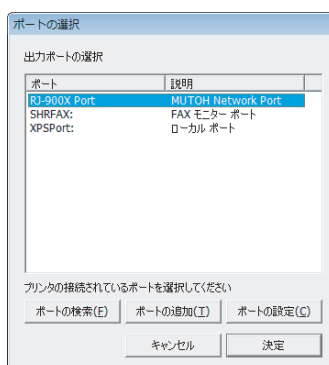 ポートの選択
出力ポートの選択
ポート 説明
RJ-900X Port MUTOH Network Port
SHRFAX: FAX モニター ポート
XPSPort: ローカル ポート
プリンタの接続されているポートを選択してください
ポートの検索(F) ポートの追加(T) ポートの設定(C)
キャンセル 決定